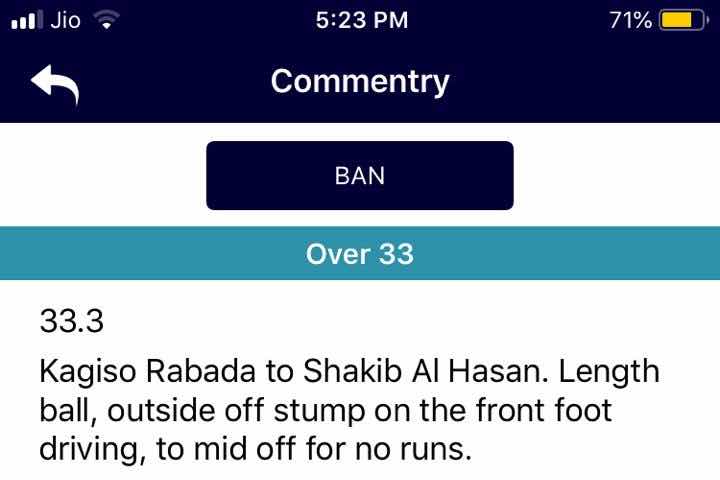 Jio 5:23 PM 71%
Commentry
BAN
Over 33
33.3
Kagiso Rabada to Shakib Al Hasan. Length
ball, outside off stump on the front foot
driving, to mid off for no runs.